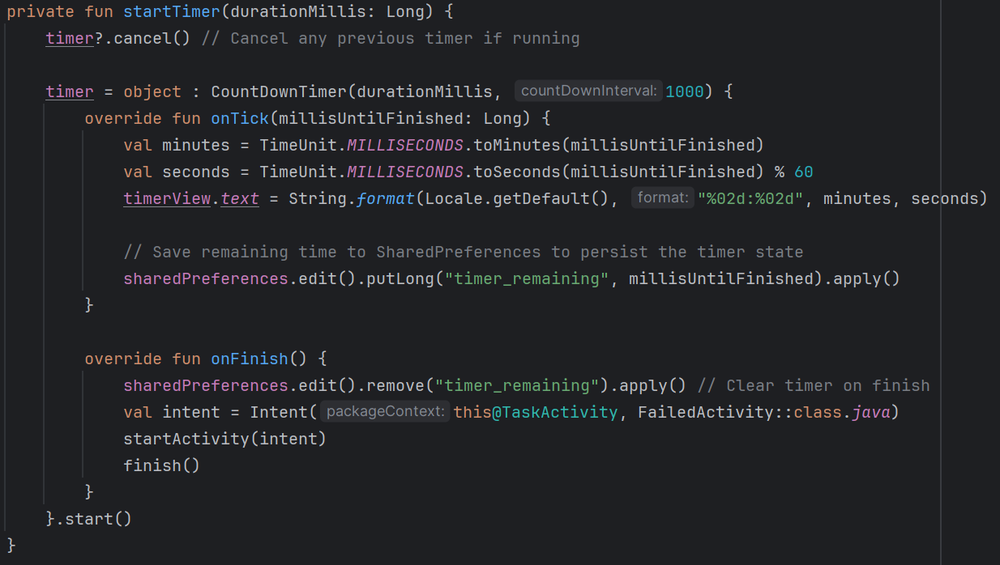 private fun startTimer(durationMillis: Long) {
    timer?.cancel() // Cancel any previous timer if running

    timer = object : CountDownTimer(durationMillis, countDownInterval: 1000) {
        override fun onTick(millisUntilFinished: Long) {
            val minutes = TimeUnit.MILLISECONDS.toMinutes(millisUntilFinished)
            val seconds = TimeUnit.MILLISECONDS.toSeconds(millisUntilFinished) % 60
            timerView.text = String.format(Locale.getDefault(), format: "%02d:%02d", minutes, seconds)

            // Save remaining time to SharedPreferences to persist the timer state
            sharedPreferences.edit().putLong("timer_remaining", millisUntilFinished).apply()
        }

        override fun onFinish() {
            sharedPreferences.edit().remove("timer_remaining").apply() // Clear timer on finish
            val intent = Intent( packageContext: this@TaskActivity, FailedActivity::class.java)
            startActivity(intent)
            finish()
        }
    }.start()
}